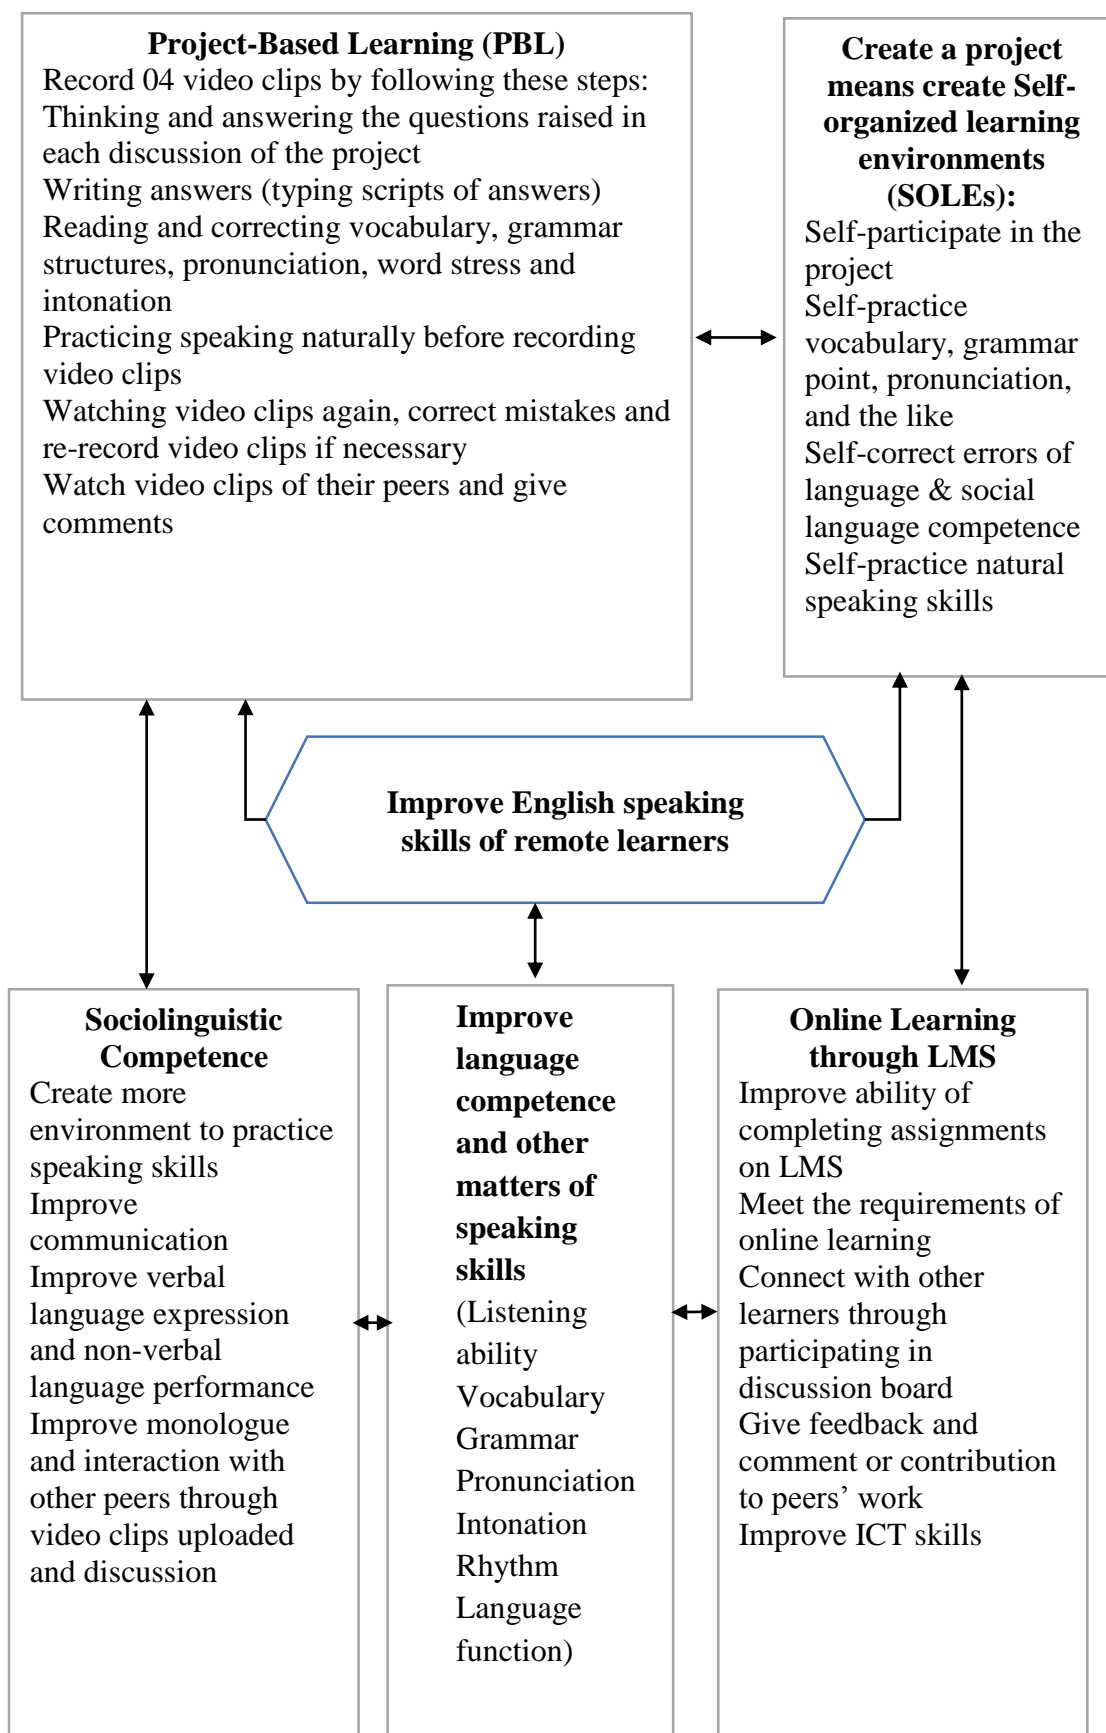 Project-Based Learning (PBL)
Record 04 video clips by following these steps:
Thinking and answering the questions raised in
each discussion of the project
Writing answers (typing scripts of answers)
Reading and correcting vocabulary, grammar
structures, pronunciation, word stress and
intonation
Practicing speaking naturally before recording
video clips
Watching video clips again, correct mistakes and
re-record video clips if necessary
Watch video clips of their peers and give
comments
Create a project
means create Self-
organized learning
environments
(SOLEs):
Self-participate in the
project
Self-practice
vocabulary, grammar
point, pronunciation,
and the like
Self-correct errors of
language & social
language competence
Self-practice natural
speaking skills
Improve English speaking
skills of remote learners
Sociolinguistic
Competence
Create more
environment to practice
speaking skills
Improve
communication
Improve verbal
language expression
and non-verbal
language performance
Improve monologue
and interaction with
other peers through
video clips uploaded
and discussion
Improve
language
competence
and other
matters of
speaking
skills
(Listening
ability
Vocabulary
Grammar
Pronunciation
Intonation
Rhythm
Language
function)
Online Learning
through LMS
Improve ability of
completing assignments
on LMS
Meet the requirements of
online learning
Connect with other
learners through
participating in
discussion board
Give feedback and
comment or contribution
to peers’ work
Improve ICT skills